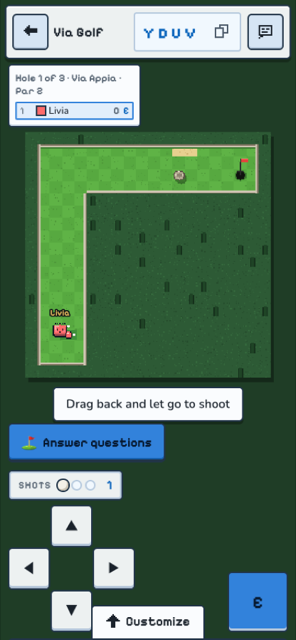 Via Golf
YDUV
Hole 1 of 3 · Via Appia ·
Par 2
1 Livia 0 ε
Livia
Drag back and let go to shoot
Answer questions
SHOTS 1
ε
Customize